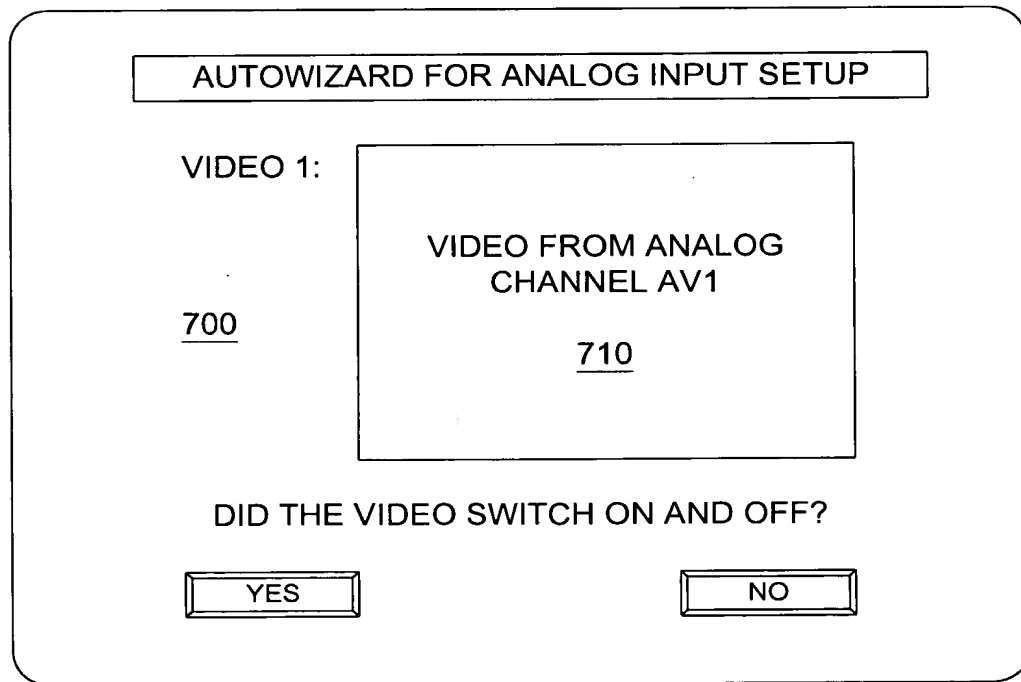 AUTOWIZARD FOR ANALOG INPUT SETUP
VIDEO 1:
VIDEO FROM ANALOG
CHANNEL AV1
700
710
DID THE VIDEO SWITCH ON AND OFF?
YES
NO